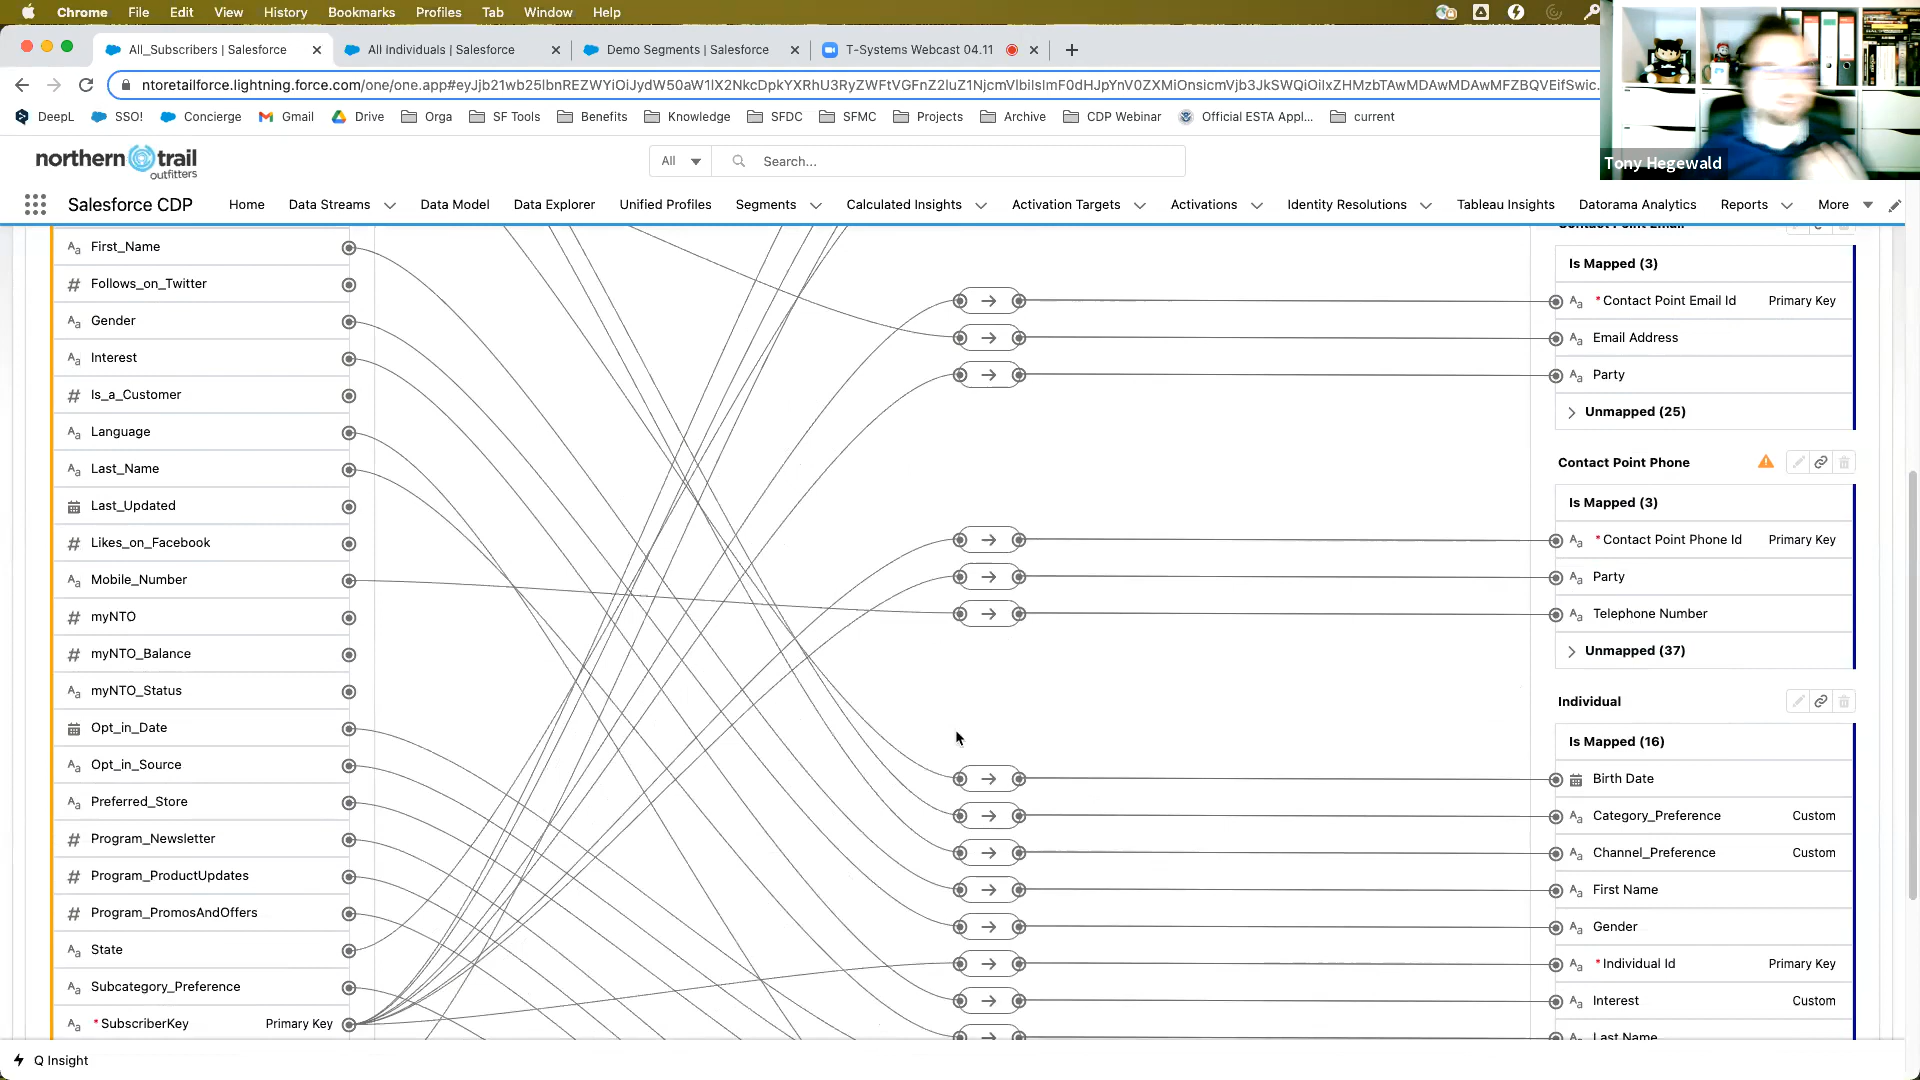 Chrome File Edit View History Bookmarks Profiles Tab Window Help
All_Subscribers | Salesforce
All Individuals | Salesforce
Demo Segments | Salesforce
T-Systems Webcast 04.11
DeepL SSO! Concierge Gmail Drive Orga SF Tools Benefits Knowledge SFDC SFMC Projects Archive CDP Webinar Official ESTA Appl... current
Tony Hegewald
northern trail
outfitters
All
Search...
Salesforce CDP Home Data Streams Data Model Data Explorer Unified Profiles Segments Calculated Insights Activation Targets Activations Identity Resolutions Tableau Insights Datorama Analytics Reports More
First_Name
Follows_on_Twitter
Gender
Interest
Is_a_Customer
Language
Last_Name
Last_Updated
Likes_on_Facebook
Mobile_Number
myNTO
myNTO_Balance
myNTO_Status
Opt_in_Date
Opt_in_Source
Preferred_Store
Program_Newsletter
Program_ProductUpdates
Program_PromosAndOffers
State
Subcategory_Preference
*SubscriberKey Primary Key
Contact Point Email
Is Mapped (3)
*Contact Point Email Id Primary Key
Email Address
Party
Unmapped (25)
Contact Point Phone
Is Mapped (3)
*Contact Point Phone Id Primary Key
Party
Telephone Number
Unmapped (37)
Individual
Is Mapped (16)
Birth Date
Category_Preference Custom
Channel_Preference Custom
First Name
Gender
*Individual Id Primary Key
Interest Custom
Last Name
Q Insight